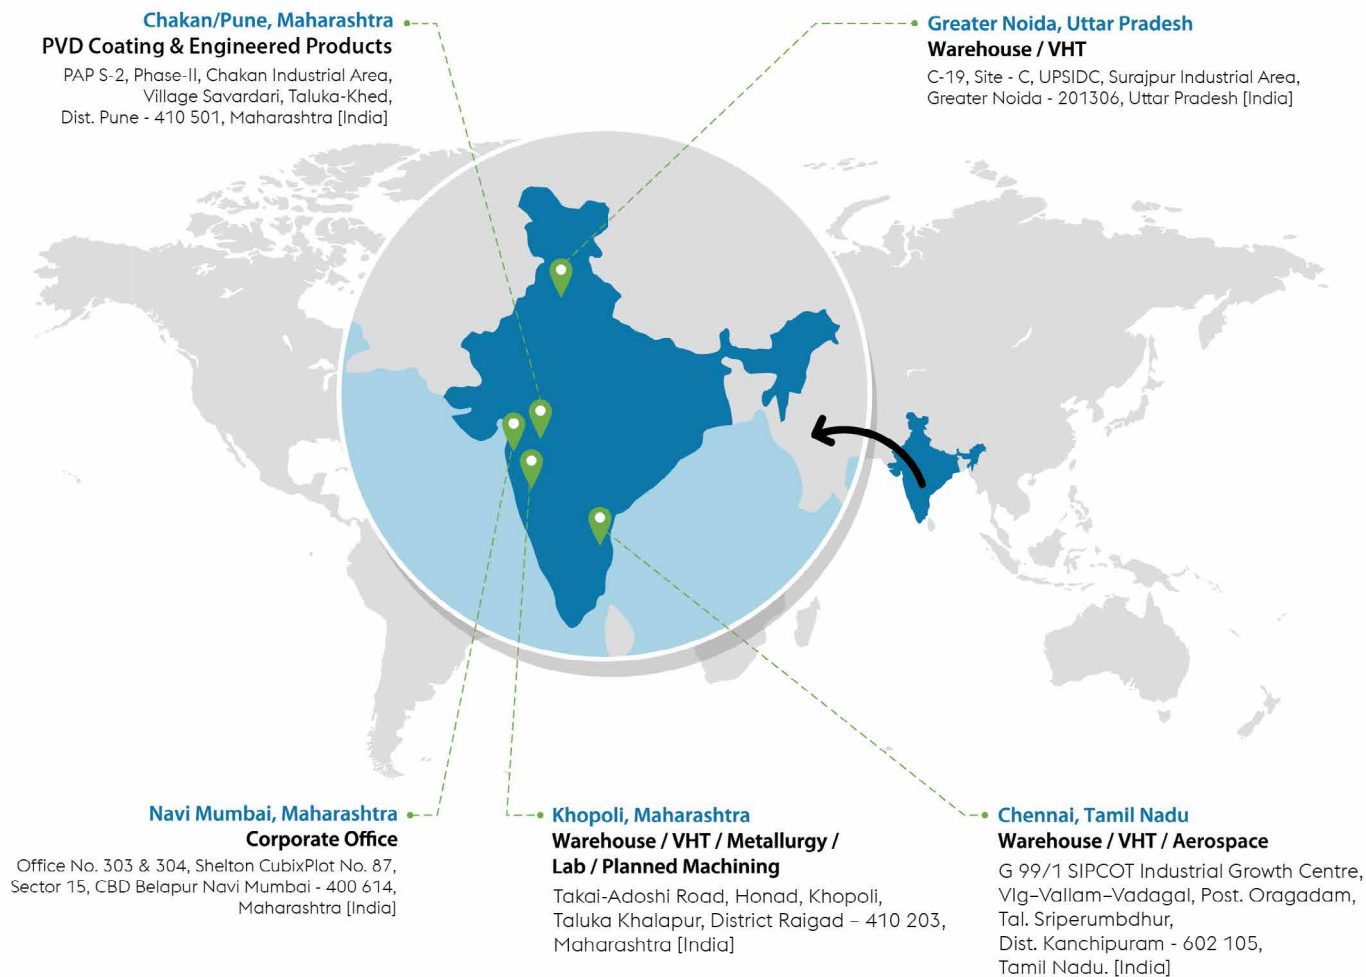 Chakan/Pune, Maharashtra
PVD Coating & Engineered Products
PAP S-2, Phase-II, Chakan Industrial Area,
Village Savardari, Taluka-Khed,
Dist. Pune - 410 501, Maharashtra [India]
Greater Noida, Uttar Pradesh
Warehouse / VHT
C-19, Site - C, UPSIDC, Surajpur Industrial Area,
Greater Noida - 201306, Uttar Pradesh [India]
Navi Mumbai, Maharashtra
Corporate Office
Office No. 303 & 304, Shelton CubixPlot No. 87,
Sector 15, CBD Belapur Navi Mumbai - 400 614,
Maharashtra [India]
Khopoli, Maharashtra
Warehouse / VHT / Metallurgy /
Lab / Planned Machining
Takai-Adoshi Road, Honad, Khopoli,
Taluka Khalapur, District Raigad – 410 203,
Maharashtra [India]
Chennai, Tamil Nadu
Warehouse / VHT / Aerospace
G 99/1 SIPCOT Industrial Growth Centre,
Vlg–Vallam–Vadagal, Post. Oragadam,
Tal. Sriperumbdhur,
Dist. Kanchipuram - 602 105,
Tamil Nadu. [India]